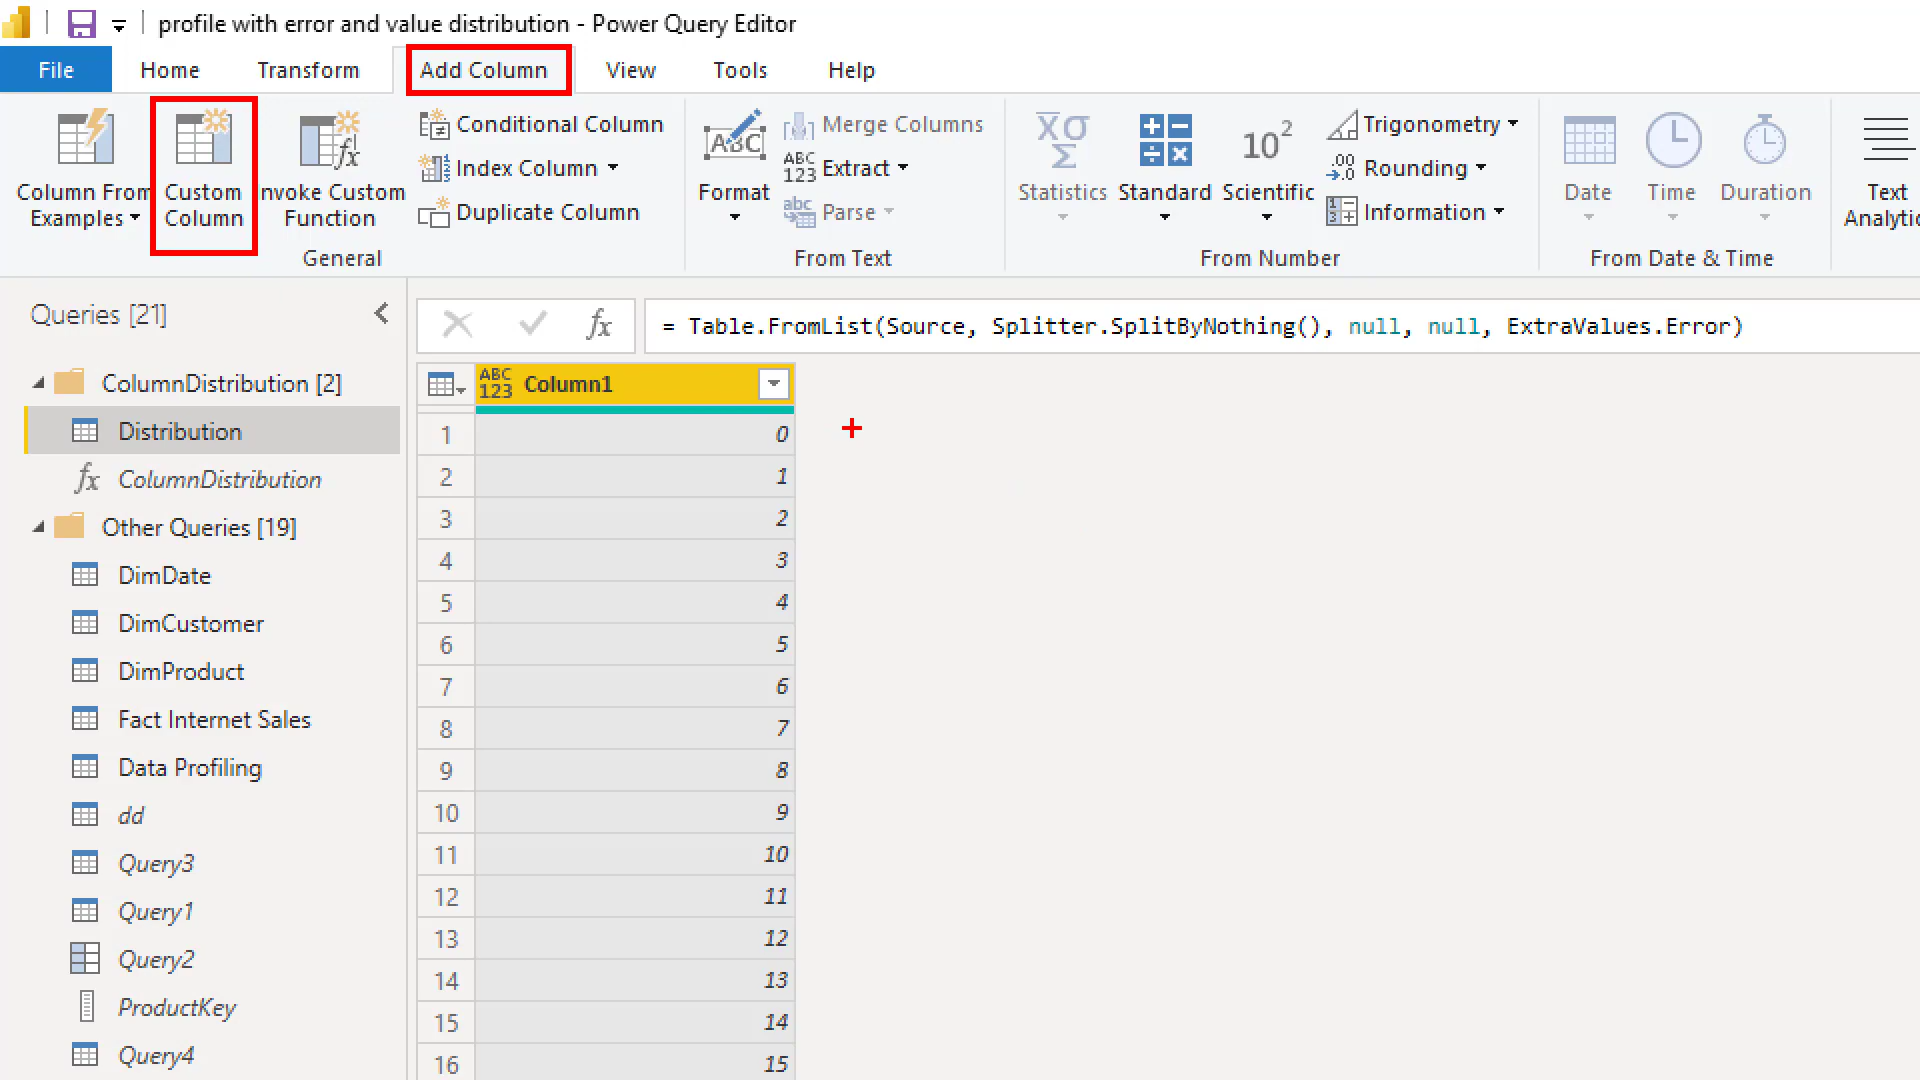 profile with error and value distribution - Power Query Editor
File Home Transform Add Column View Tools Help
Column From Examples
Custom Column
nvoke Custom Function
Conditional Column
Index Column
Duplicate Column
General
ABC
Format
Merge Columns
ABC 123 Extract
abc Parse
From Text
Statistics
Standard
10² Scientific
Trigonometry
.00 .0 Rounding
Information
From Number
Date
Time
Duration
From Date & Time
Text
Analytic
Queries [21]
fx = Table.FromList(Source, Splitter.SplitByNothing(), null, null, ExtraValues.Error)
ColumnDistribution [2]
Distribution
fx ColumnDistribution
Other Queries [19]
DimDate
DimCustomer
DimProduct
Fact Internet Sales
Data Profiling
dd
Query3
Query1
Query2
ProductKey
Query4
ABC 123 Column1
1 0
2 1
3 2
4 3
5 4
6 5
7 6
8 7
9 8
10 9
11 10
12 11
13 12
14 13
15 14
16 15